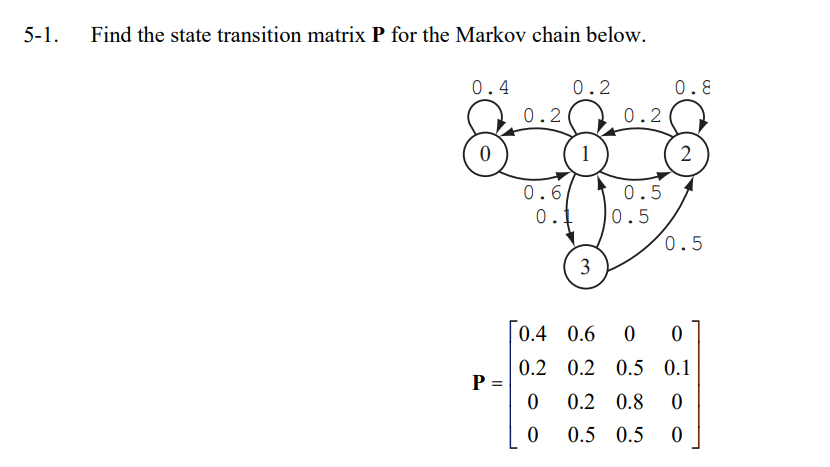 5-1. Find the state transition matrix P for the Markov chain below.
0.4 0.2 0.8
0.2 0.2
0 1 2
0.6 0.5
0.1 0.5
0.5
3
0.4 0.6 0 0
0.2 0.2 0.5 0.1
P =
0 0.2 0.8 0
0 0.5 0.5 0